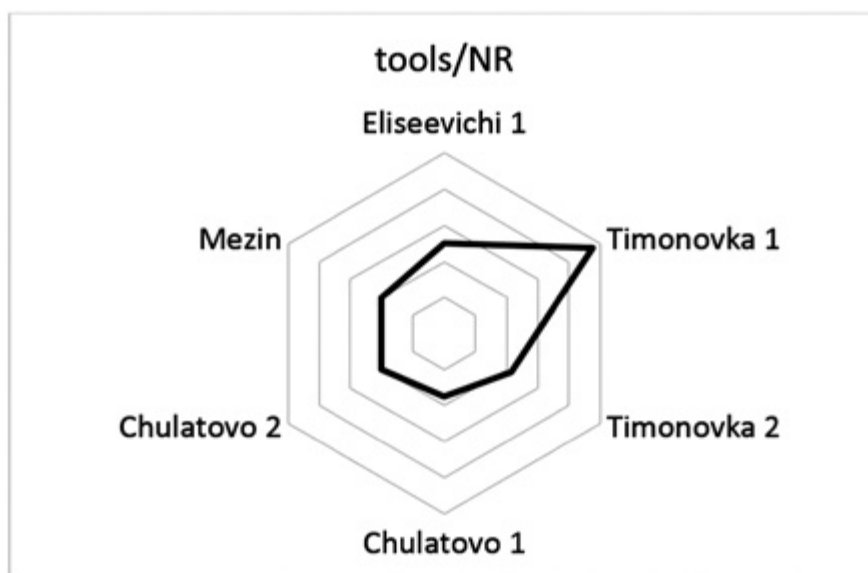 tools/NR
Eliseevichi 1
Mezin
Timonovka 1
Chulatovo 2
Timonovka 2
Chulatovo 1